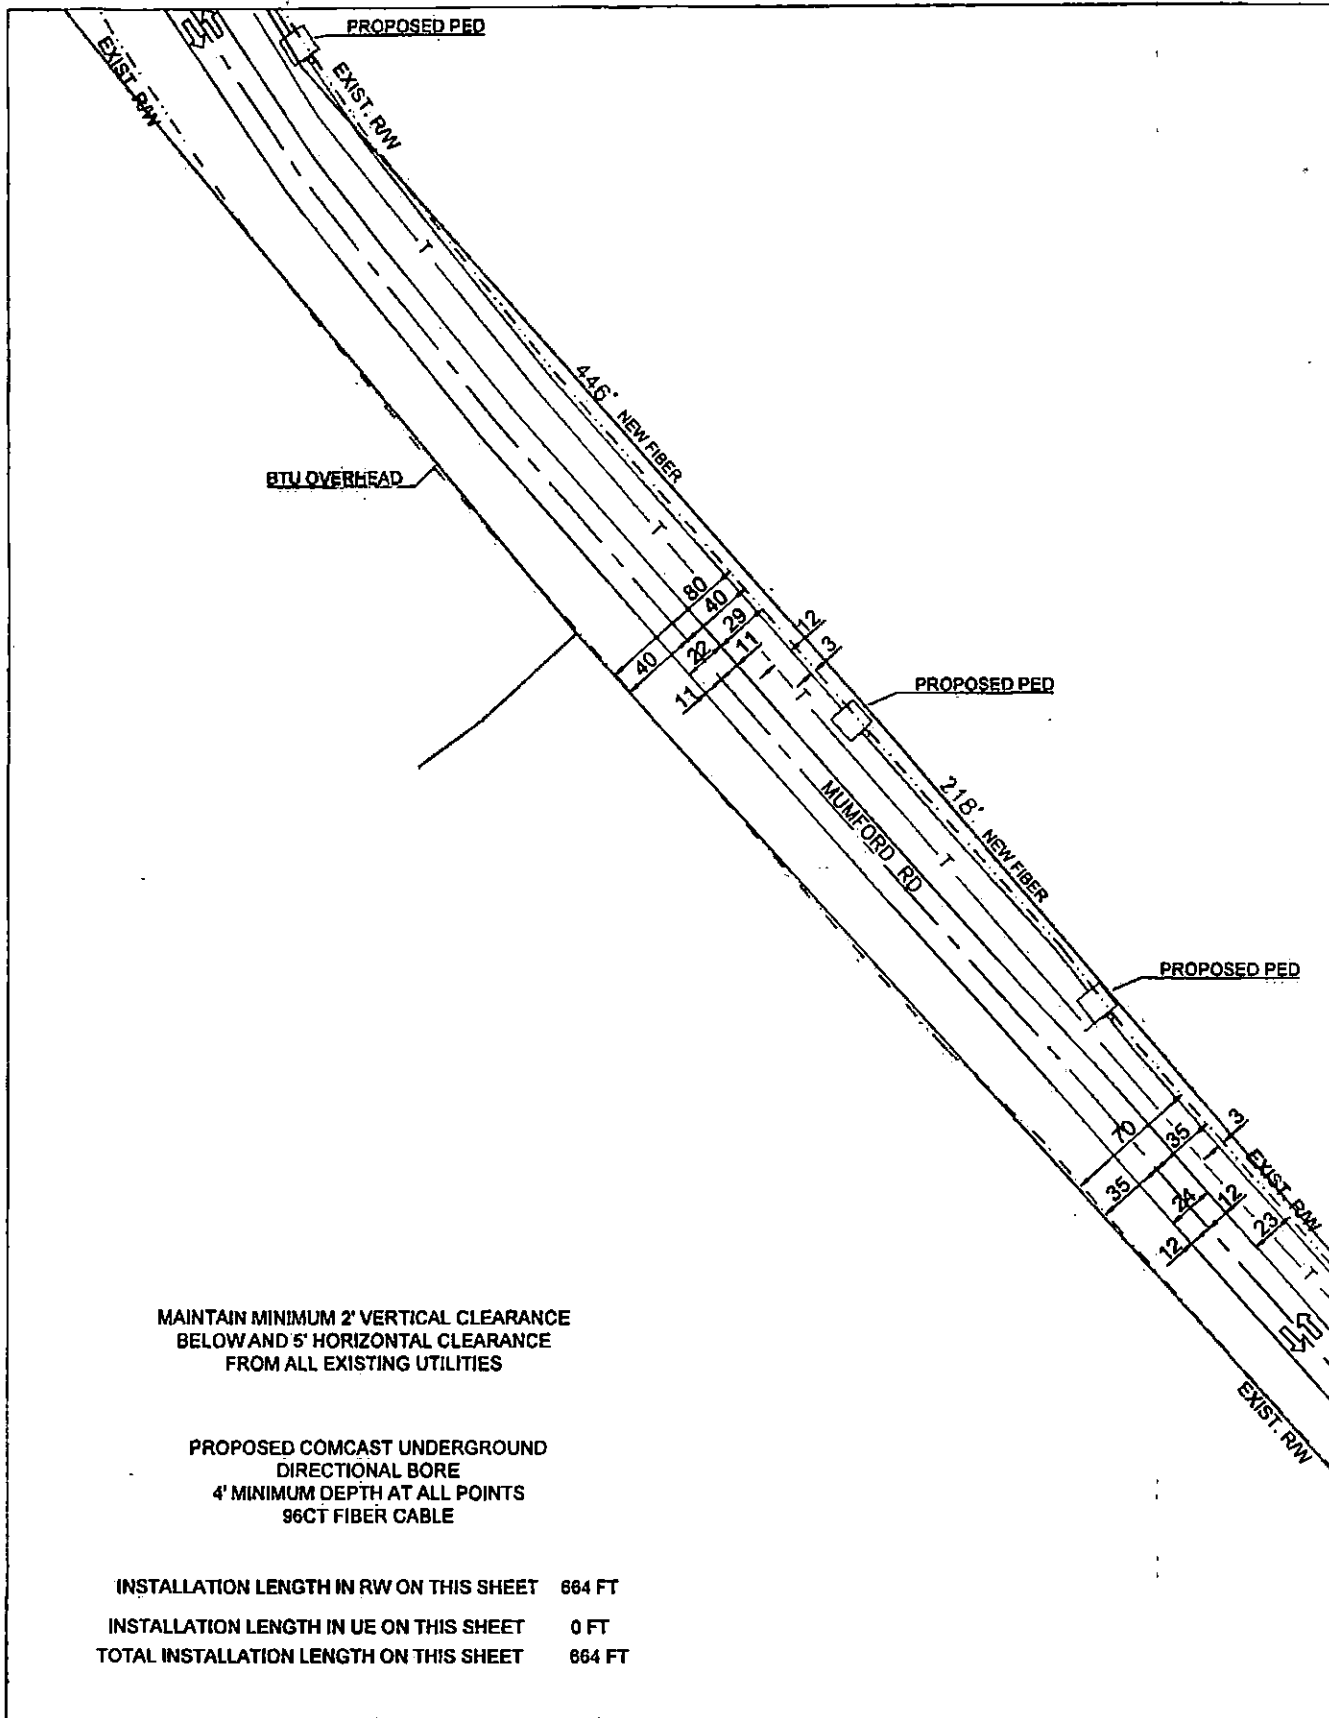 PROPOSED PED
EXIST. R/W
EXIST. R/W
T
446' NEW FIBER
BTU OVERHEAD
T
80
40
29
11
40
22
11
12
3
T
PROPOSED PED
MUMFORD RD
218' NEW FIBER
T
PROPOSED PED
70
35
3
35
24
12
12
23
EXIST. R/W
T
EXIST. R/W
MAINTAIN MINIMUM 2' VERTICAL CLEARANCE
BELOW AND 5' HORIZONTAL CLEARANCE
FROM ALL EXISTING UTILITIES
PROPOSED COMCAST UNDERGROUND
DIRECTIONAL BORE
4' MINIMUM DEPTH AT ALL POINTS
96CT FIBER CABLE
INSTALLATION LENGTH IN RW ON THIS SHEET 664 FT
INSTALLATION LENGTH IN UE ON THIS SHEET 0 FT
TOTAL INSTALLATION LENGTH ON THIS SHEET 664 FT